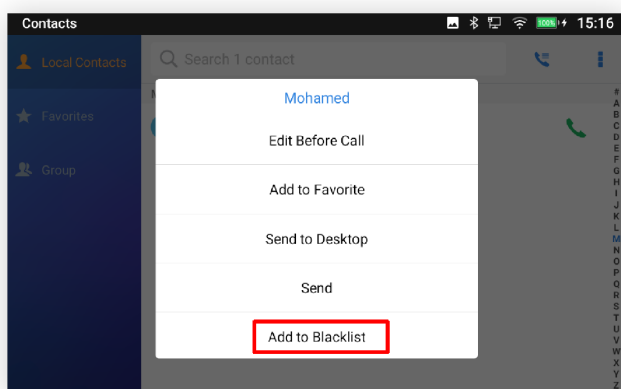 Contacts
100%
15:16
Local Contacts
Search 1 contact
Favorites
Group
M
Mohamed
Edit Before Call
Add to Favorite
Send to Desktop
Send
Add to Blacklist
#
A
B
C
D
E
F
G
H
I
J
K
L
M
N
O
P
Q
R
S
T
U
V
W
X
Y
Z